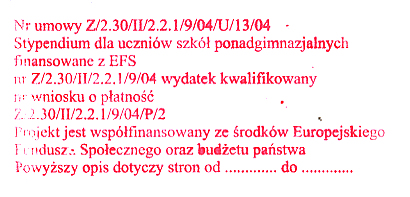 Nr umowy Z/2.30/II/2.2.1/9/04/U/13/04
Stypendium dla uczniów szkół ponadgimnazjalnych
finansowane z EFS
nr Z/2.30/II/2.2.1/9/04 wydatek kwalifikowany
nr wniosku o płatność
Z/2.30/II/2.2.1/9/04/P/2
Projekt jest współfinansowany ze środków Europejskiego
Funduszu Społecznego oraz budżetu państwa
Powyższy opis dotyczy stron od ............. do .............